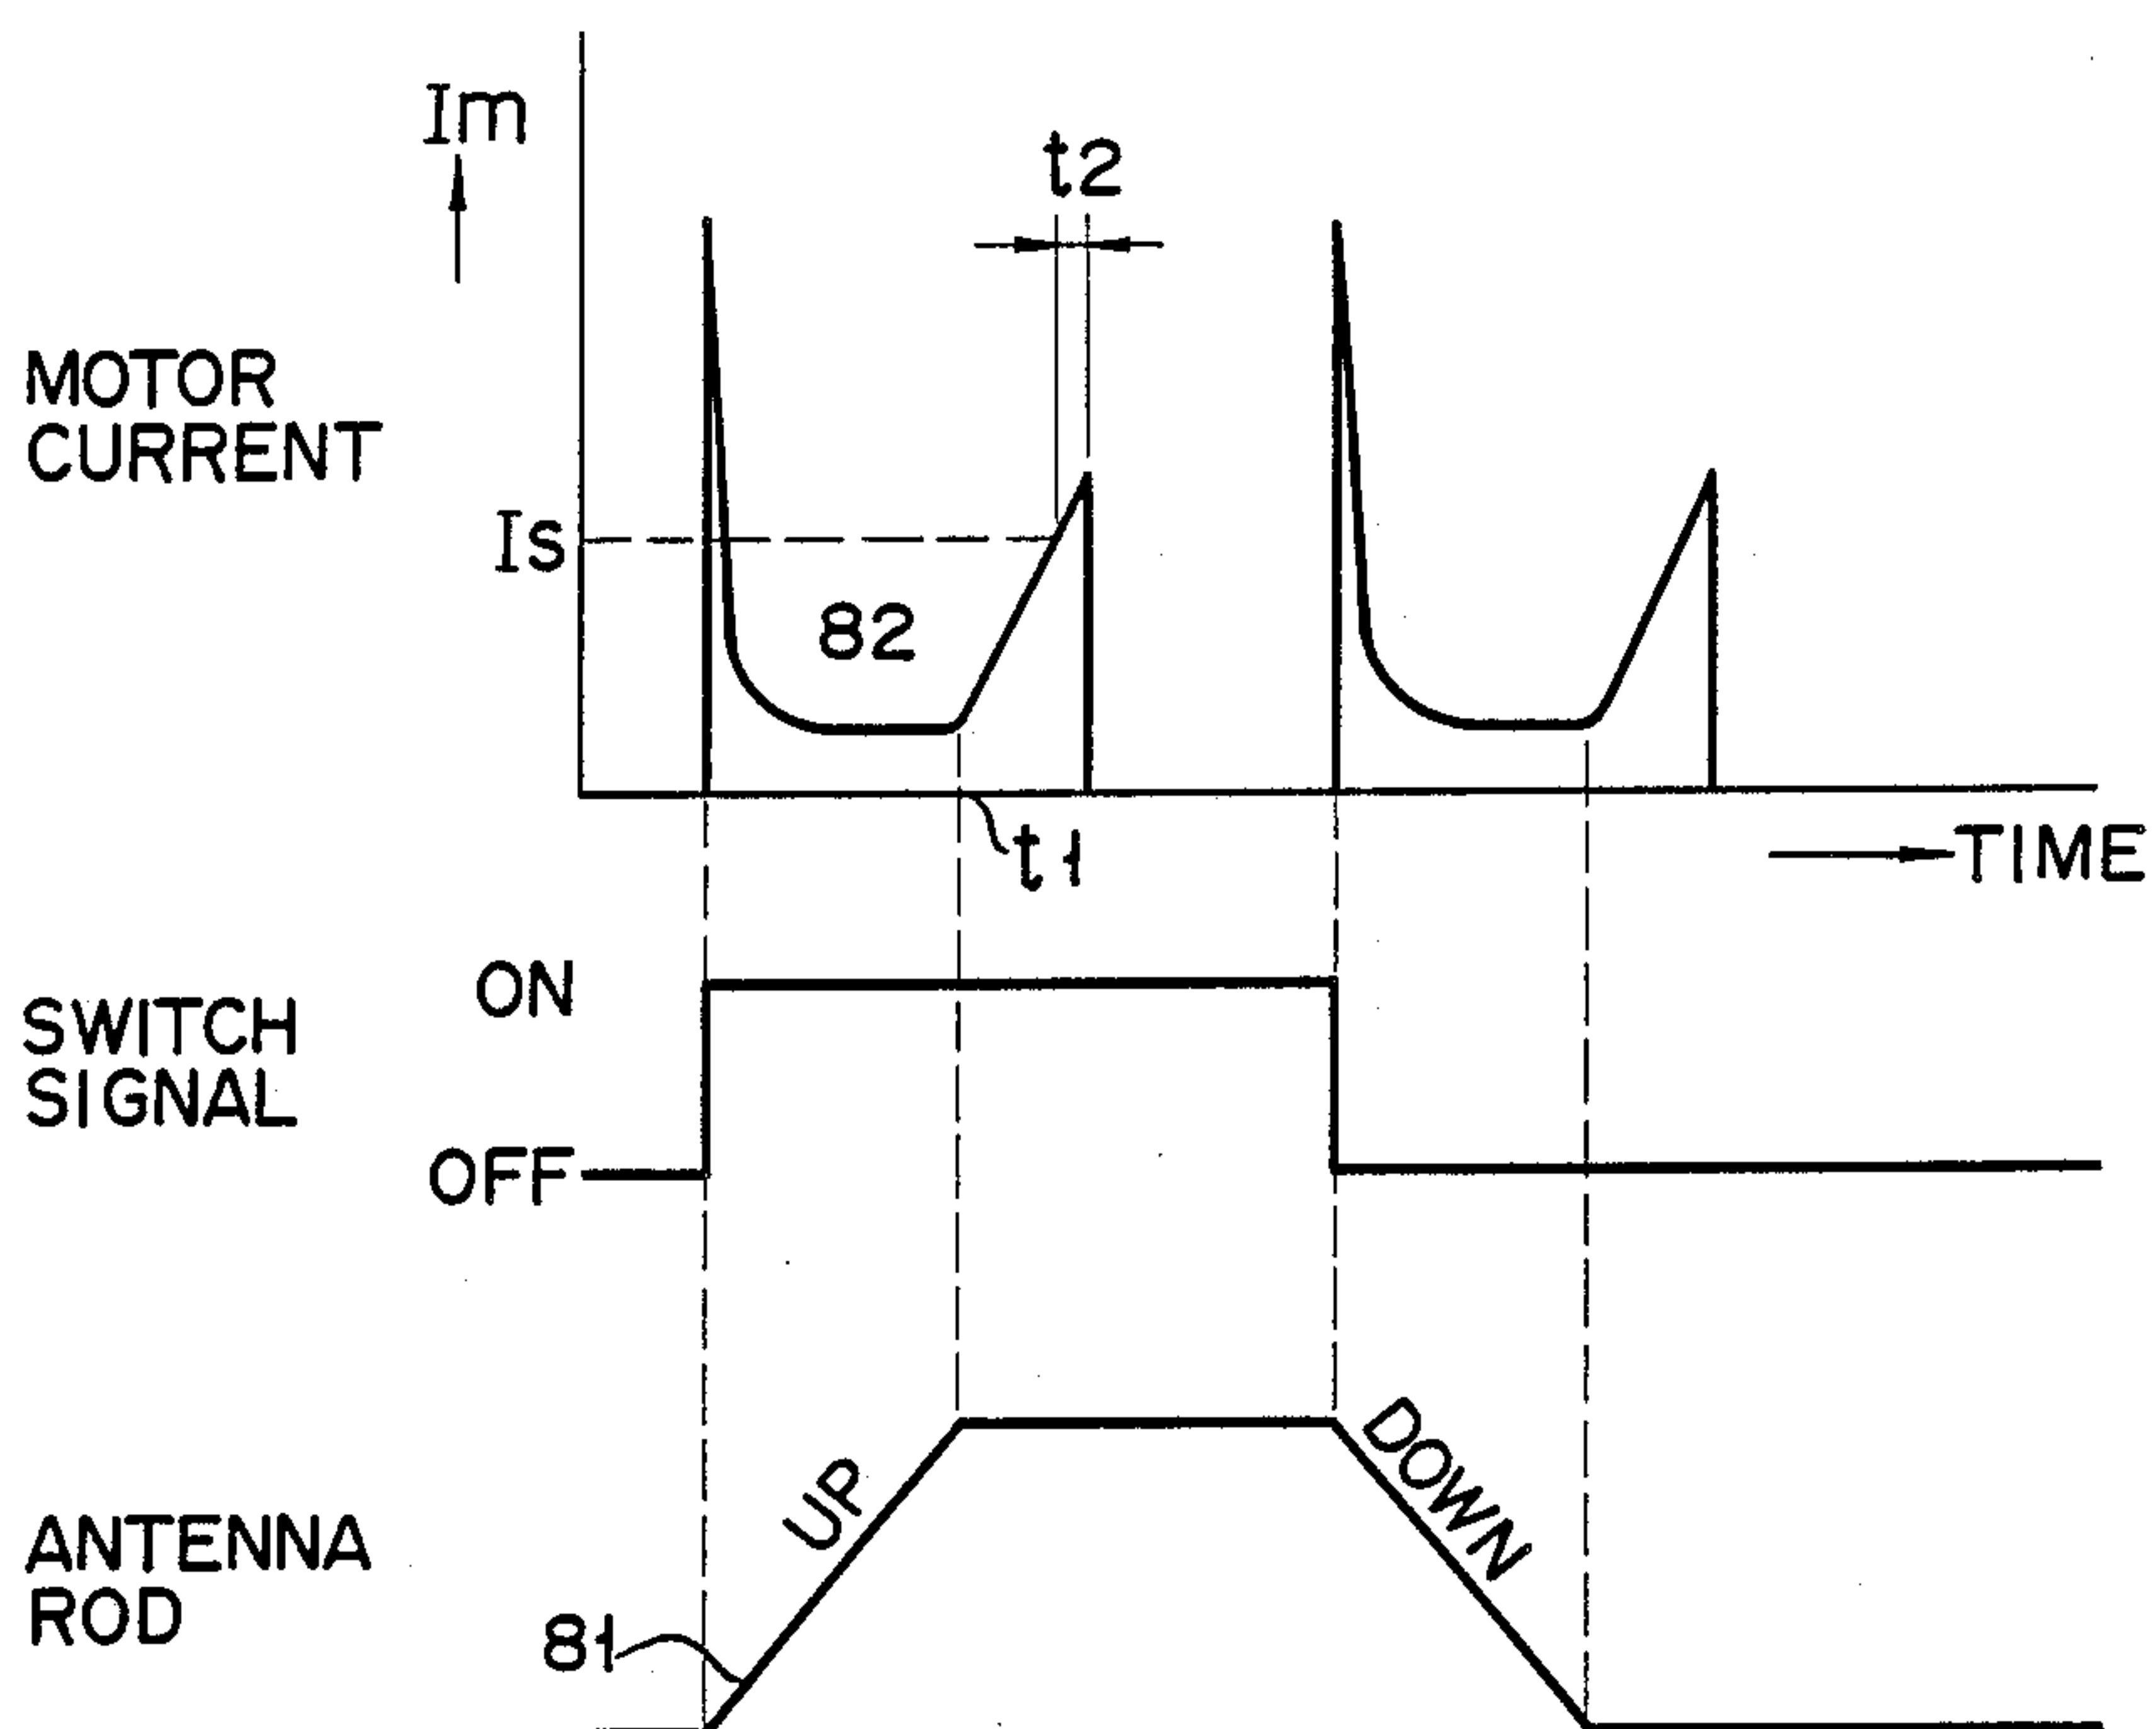 Im
t2
MOTOR
CURRENT
Is
82
t1
TIME
ON
SWITCH
SIGNAL
OFF
UP
DOWN
ANTENNA
ROD
81